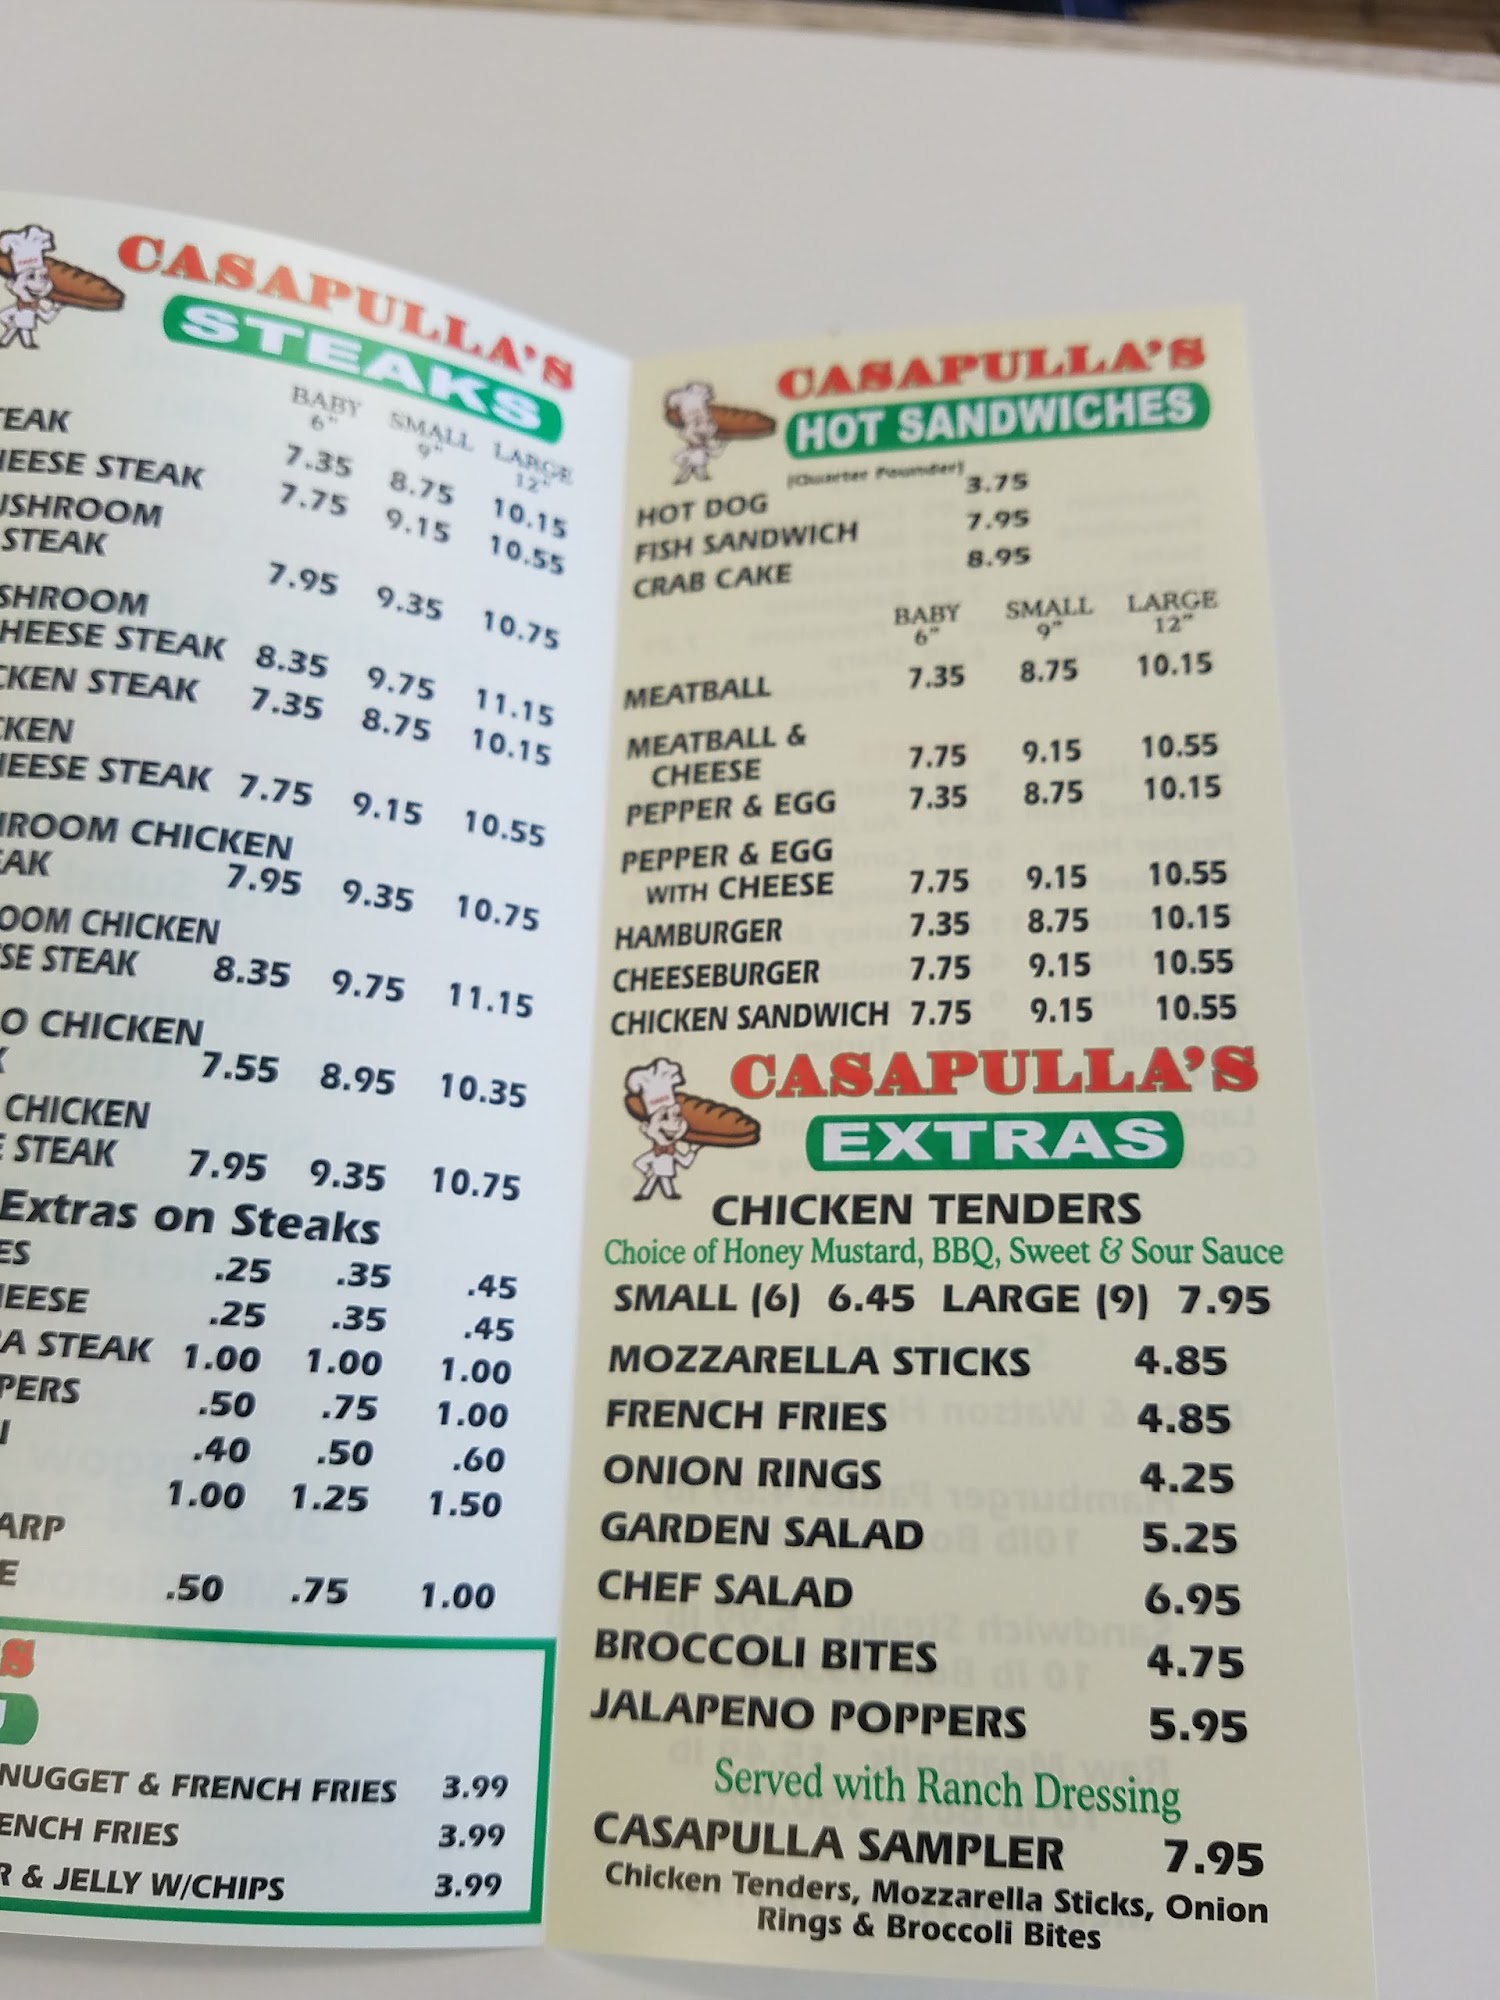 CASAPULLA'S
STEAKS
BABY SMALL LARGE
6" 9" 12"
TEAK 7.35 8.75 10.15
HEESE STEAK 7.75 9.15 10.55
USHROOM
STEAK 7.95 9.35 10.75
SHROOM
HEESE STEAK 8.35 9.75 11.15
CKEN STEAK 7.35 8.75 10.15
CKEN
HEESE STEAK 7.75 9.15 10.55
HROOM CHICKEN
EAK 7.95 9.35 10.75
OOM CHICKEN
SE STEAK 8.35 9.75 11.15
O CHICKEN
7.55 8.95 10.35
CHICKEN
E STEAK 7.95 9.35 10.75
Extras on Steaks
ES .25 .35 .45
HEESE .25 .35 .45
A STEAK 1.00 1.00 1.00
PERS .50 .75 1.00
I .40 .50 .60
1.00 1.25 1.50
ARP
E .50 .75 1.00
S
U
NUGGET & FRENCH FRIES 3.99
ENCH FRIES 3.99
R & JELLY W/CHIPS 3.99
CASAPULLA'S
HOT SANDWICHES
(Quarter Pounder)
HOT DOG 3.75
FISH SANDWICH 7.95
CRAB CAKE 8.95
BABY SMALL LARGE
6" 9" 12"
MEATBALL 7.35 8.75 10.15
MEATBALL &
CHEESE 7.75 9.15 10.55
PEPPER & EGG 7.35 8.75 10.15
PEPPER & EGG
WITH CHEESE 7.75 9.15 10.55
HAMBURGER 7.35 8.75 10.15
CHEESEBURGER 7.75 9.15 10.55
CHICKEN SANDWICH 7.75 9.15 10.55
CASAPULLA'S
EXTRAS
CHICKEN TENDERS
Choice of Honey Mustard, BBQ, Sweet & Sour Sauce
SMALL (6) 6.45 LARGE (9) 7.95
MOZZARELLA STICKS 4.85
FRENCH FRIES 4.85
ONION RINGS 4.25
GARDEN SALAD 5.25
CHEF SALAD 6.95
BROCCOLI BITES 4.75
JALAPENO POPPERS 5.95
Served with Ranch Dressing
CASAPULLA SAMPLER 7.95
Chicken Tenders, Mozzarella Sticks, Onion
Rings & Broccoli Bites